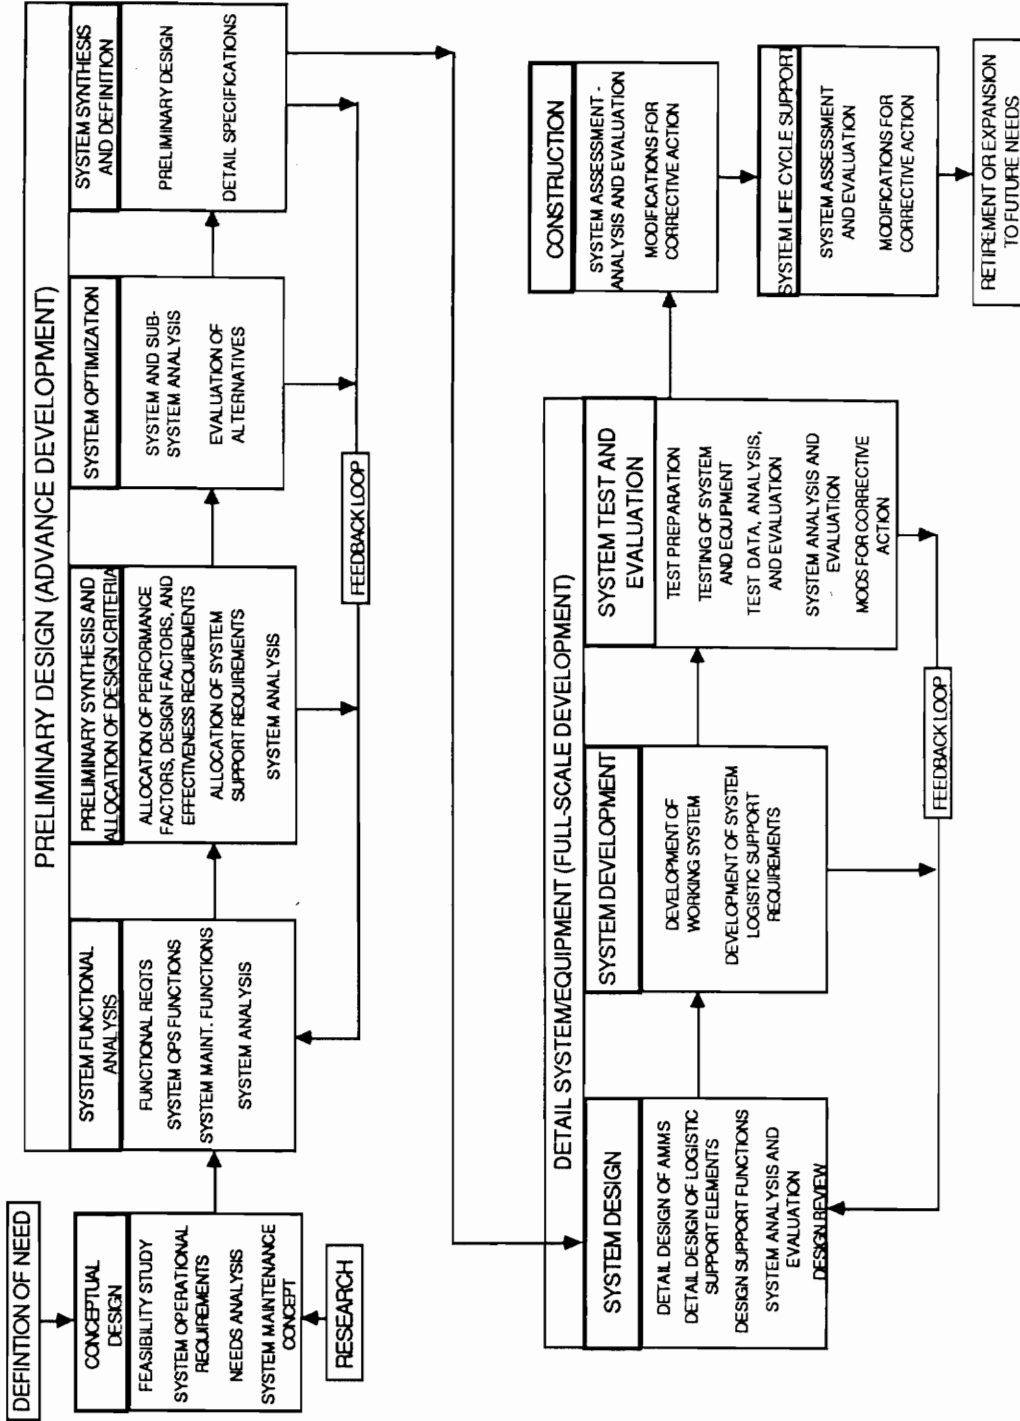 DEFINTION OF NEED
CONCEPTUAL
DESIGN
FEASIBILITY STUDY
SYSTEM OPERATIONAL
REQUIREMENTS
NEEDS ANALYSIS
SYSTEM MAINTENANCE
CONCEPT
RESEARCH
PRELIMINARY DESIGN (ADVANCE DEVELOPMENT)
SYSTEM FUNCTIONAL
ANALYSIS
FUNCTIONAL REQTS
SYSTEM OPS FUNCTIONS
SYSTEM MAINT. FUNCTIONS
SYSTEM ANALYSIS
PRELIMINARY SYNTHESIS AND
ALLOCATION OF DESIGN CRITERIA
ALLOCATION OF PERFORMANCE
FACTORS, DESIGN FACTORS, AND
EFFECTIVENESS REQUIREMENTS
ALLOCATION OF SYSTEM
SUPPORT REQUIREMENTS
SYSTEM ANALYSIS
SYSTEM OPTIMIZATION
SYSTEM AND SUB-
SYSTEM ANALYSIS
EVALUATION OF
ALTERNATIVES
SYSTEM SYNTHESIS
AND DEFINITION
PRELIMINARY DESIGN
DETAIL SPECIFICATIONS
FEEDBACK LOOP
DETAIL SYSTEM/EQUIPMENT (FULL-SCALE DEVELOPMENT)
SYSTEM DESIGN
DETAIL DESIGN OF AMMS
DETAIL DESIGN OF LOGISTIC
SUPPORT ELEMENTS
DESIGN SUPPORT FUNCTIONS
SYSTEM ANALYSIS AND
EVALUATION
DESIGN REVIEW
SYSTEM DEVELOPMENT
DEVELOPMENT OF
WORKING SYSTEM
DEVELOPMENT OF SYSTEM
LOGISTIC SUPPORT
REQUIREMENTS
SYSTEM TEST AND
EVALUATION
TEST PREPARATION
TESTING OF SYSTEM
AND EQUIPMENT
TEST DATA, ANALYSIS,
AND EVALUATION
SYSTEM ANALYSIS AND
EVALUATION
MODS FOR CORRECTIVE
ACTION
FEEDBACK LOOP
CONSTRUCTION
SYSTEM ASSESSMENT -
ANALYSIS AND EVALUATION
MODIFICATIONS FOR
CORRECTIVE ACTION
SYSTEM LIFE CYCLE SUPPORT
SYSTEM ASSESSMENT
AND EVALUATION
MODIFICATIONS FOR
CORRECTIVE ACTION
RETIREMENT OR EXPANSION
TO FUTURE NEEDS